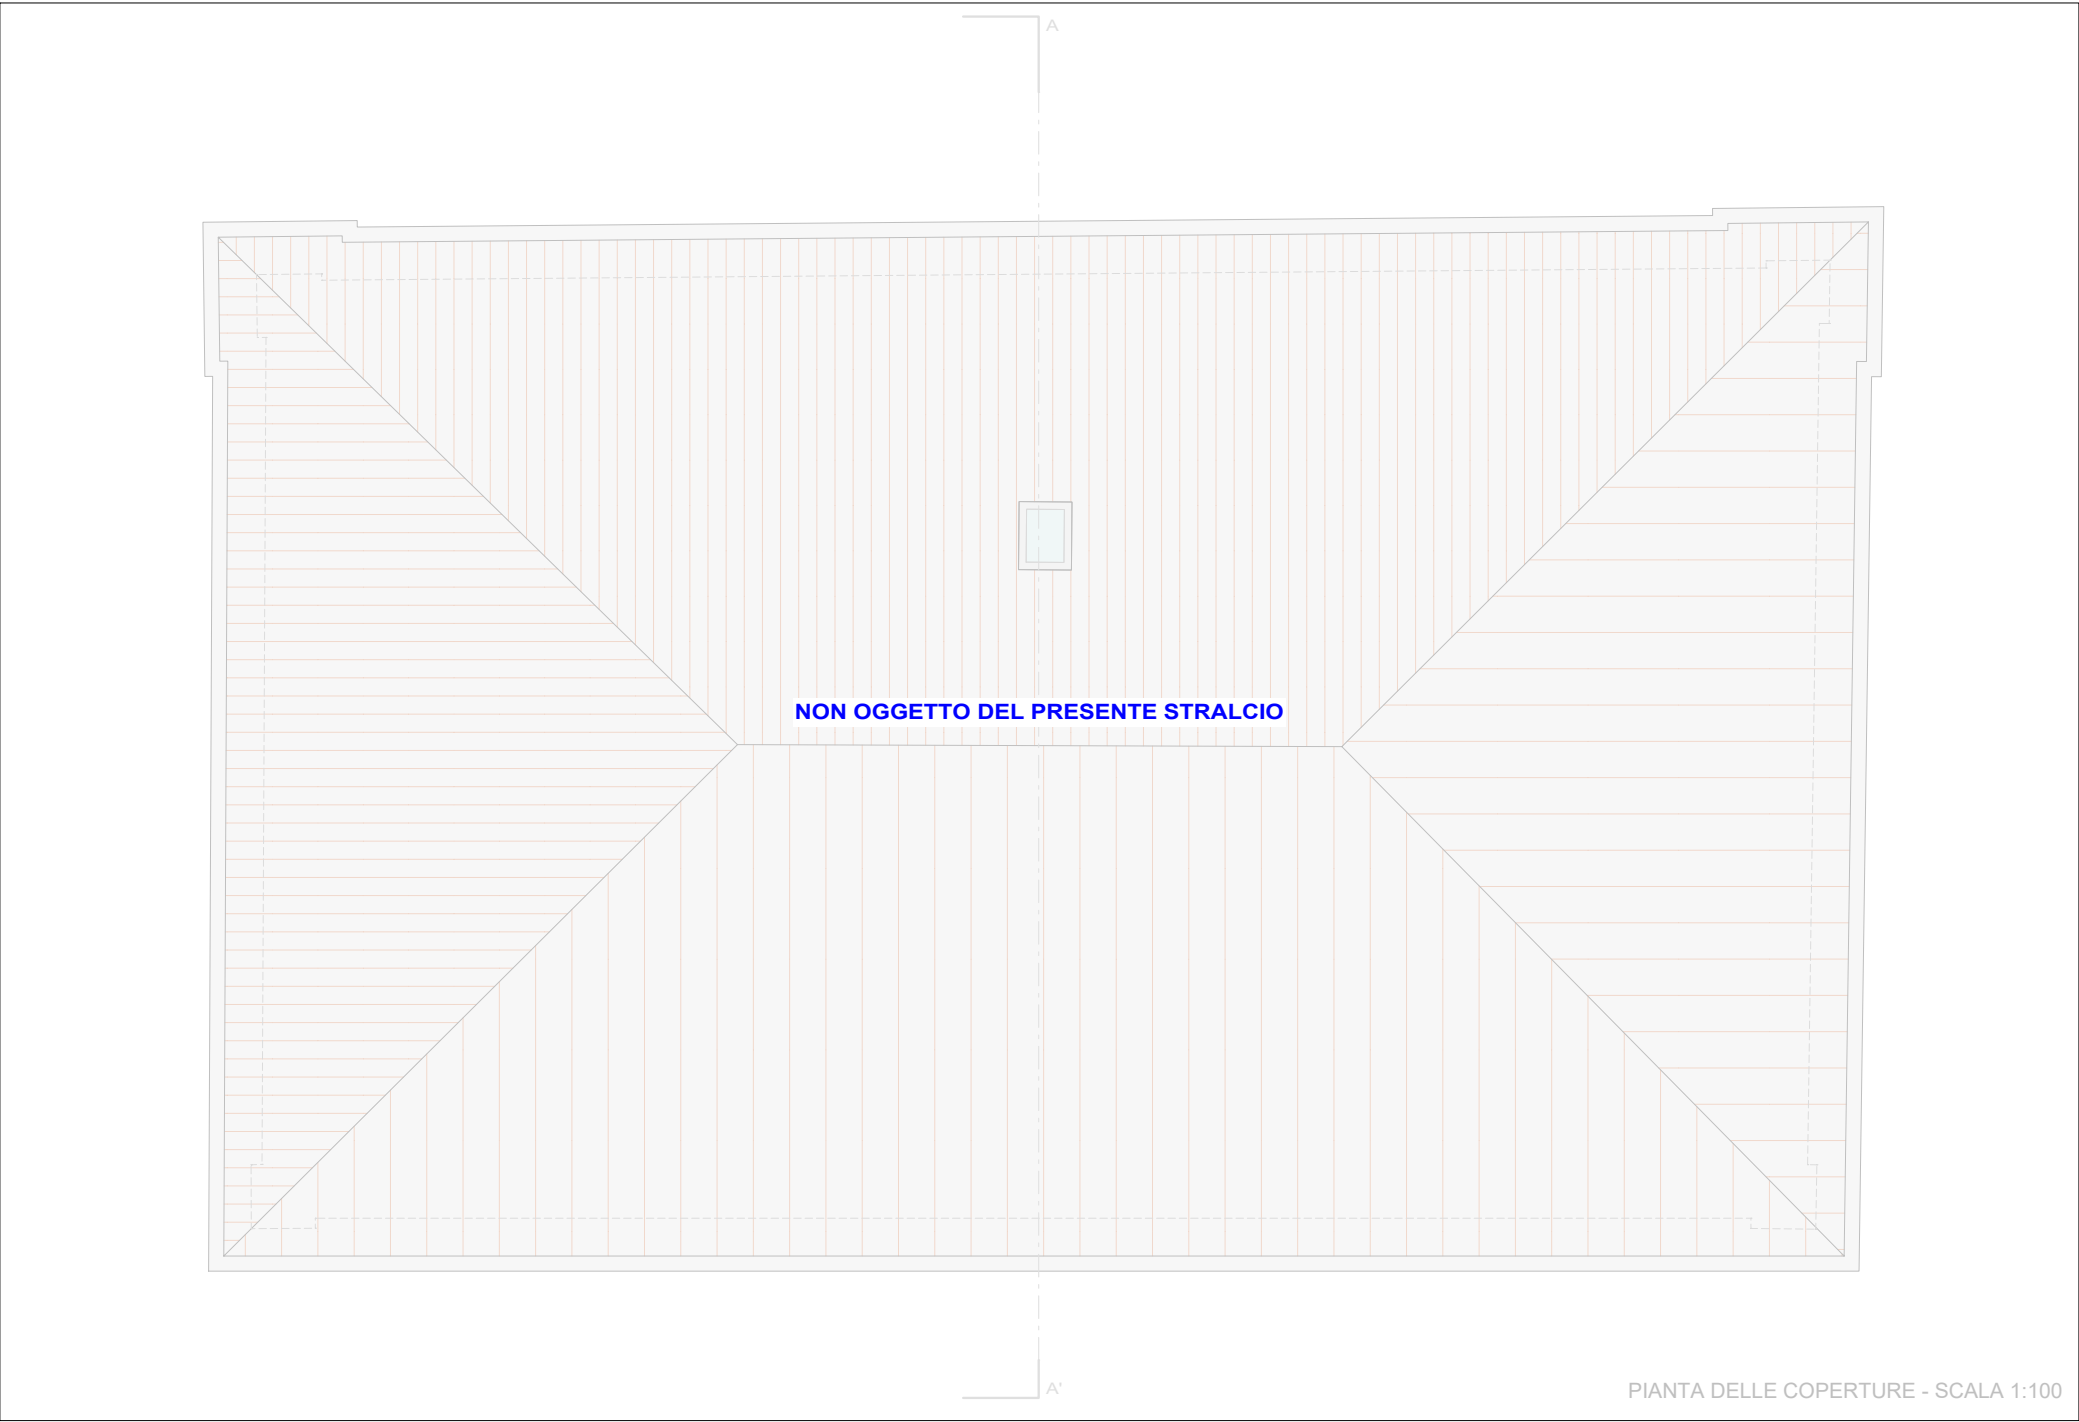 A
NON OGGETTO DEL PRESENTE STRALCIO
A'
PIANTA DELLE COPERTURE - SCALA 1:100